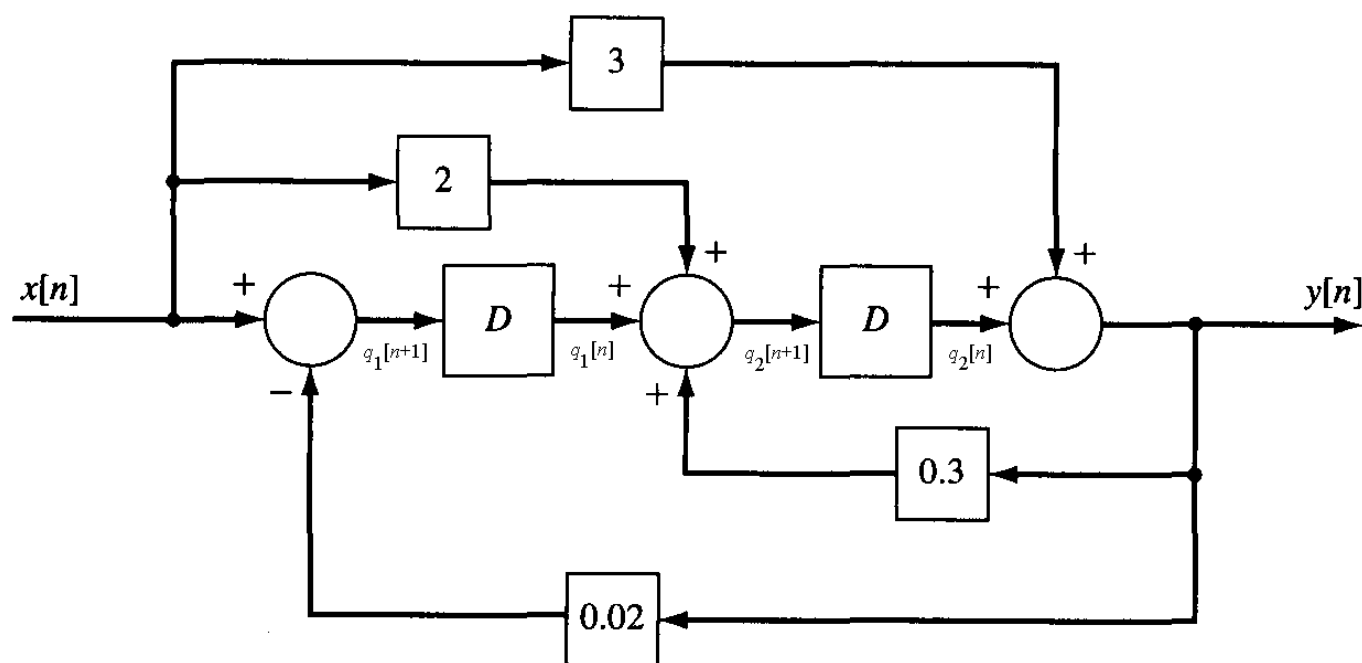 3
2
+
x[n]
+
D
+
+
D
+
y[n]
q₁[n+1]
q₁[n]
q₂[n+1]
q₂[n]
−
+
0.3
0.02